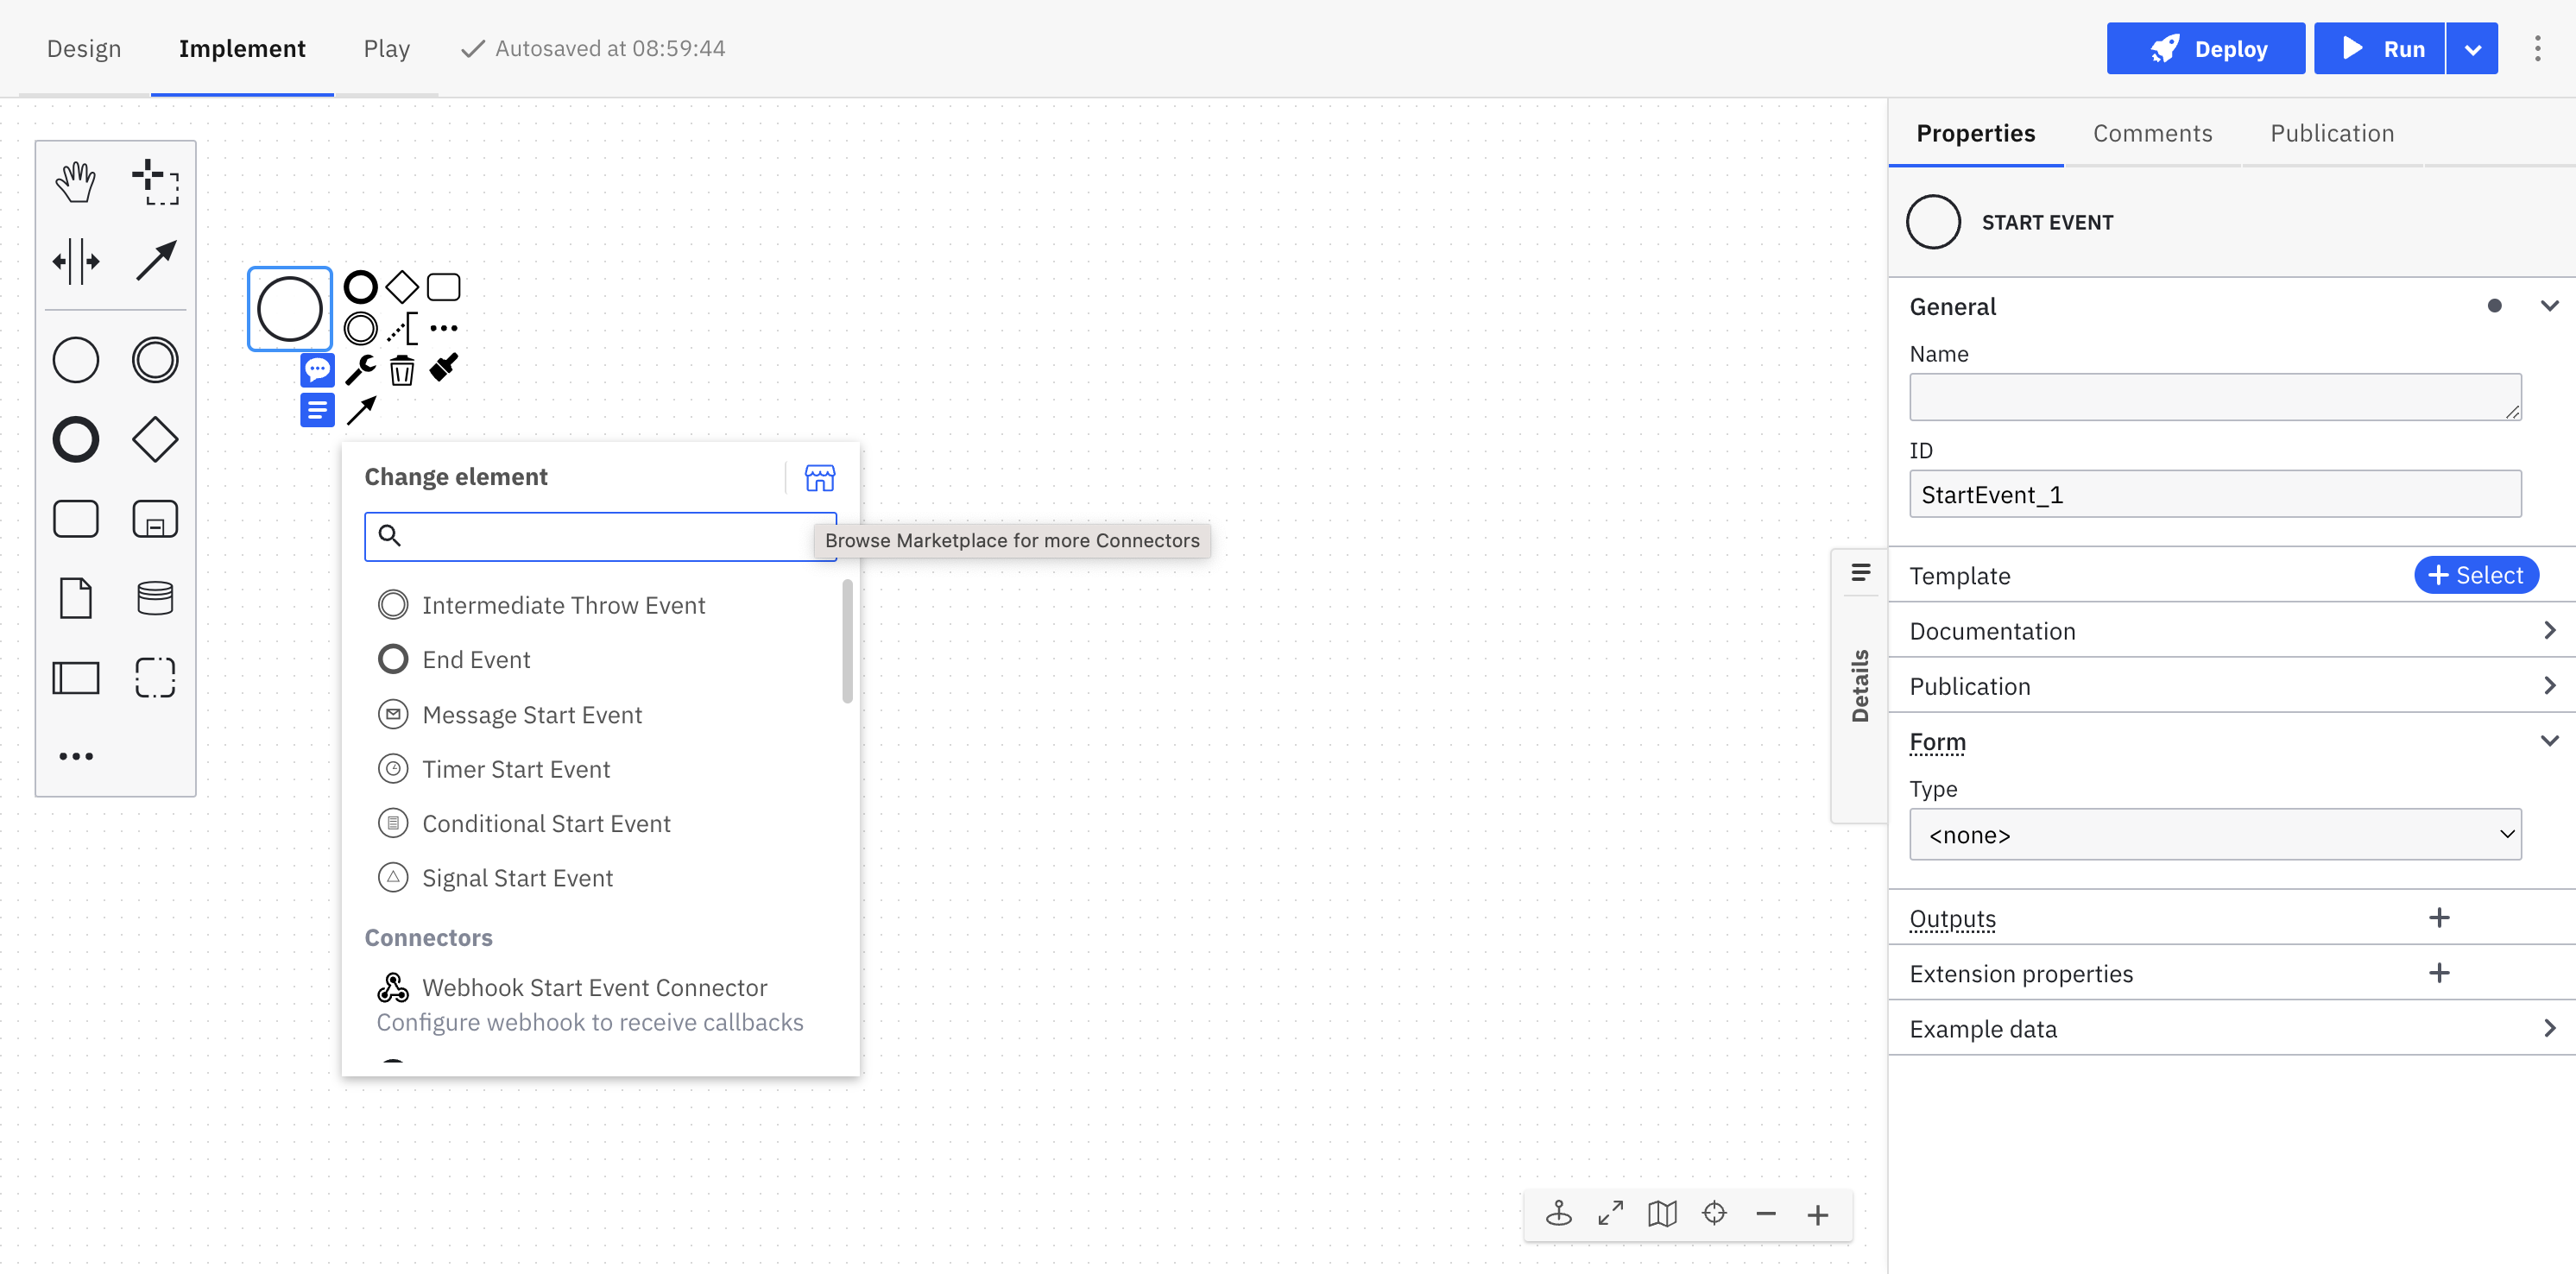 Design
Implement
Play
Autosaved at 08:59:44
Deploy
Run
Properties
Comments
Publication
START EVENT
General
Name
ID
StartEvent_1
Template
Select
Documentation
Publication
Form
Type
<none>
Outputs
Extension properties
Example data
Details
Change element
Browse Marketplace for more Connectors
Intermediate Throw Event
End Event
Message Start Event
Timer Start Event
Conditional Start Event
Signal Start Event
Connectors
Webhook Start Event Connector
Configure webhook to receive callbacks